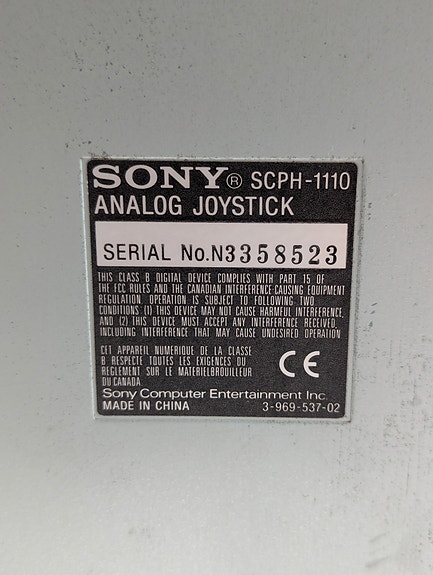 SONY® SCPH-1110
ANALOG JOYSTICK
SERIAL No.N3358523
THIS CLASS B DIGITAL DEVICE COMPLIES WITH PART 15 OF
THE FCC RULES AND THE CANADIAN INTERFERENCE-CAUSING EQUIPMENT
REGULATION. OPERATION IS SUBJECT TO FOLLOWING TWO
CONDITIONS (1) THIS DEVICE MAY NOT CAUSE HARMFUL INTERFERENCE,
AND (2) THIS DEVICE MUST ACCEPT ANY INTERFERENCE RECEIVED,
INCLUDING INTERFERENCE THAT MAY CAUSE UNDESIRED OPERATION
CET APPAREIL NUMERIQUE DE LA CLASSE
B RESPECTE TOUTES LES EXIGENCES DU
REGLEMENT SUR LE MATERIELBROUILLEUR
DU CANADA.
CE
Sony Computer Entertainment Inc.
MADE IN CHINA 3-969-537-02